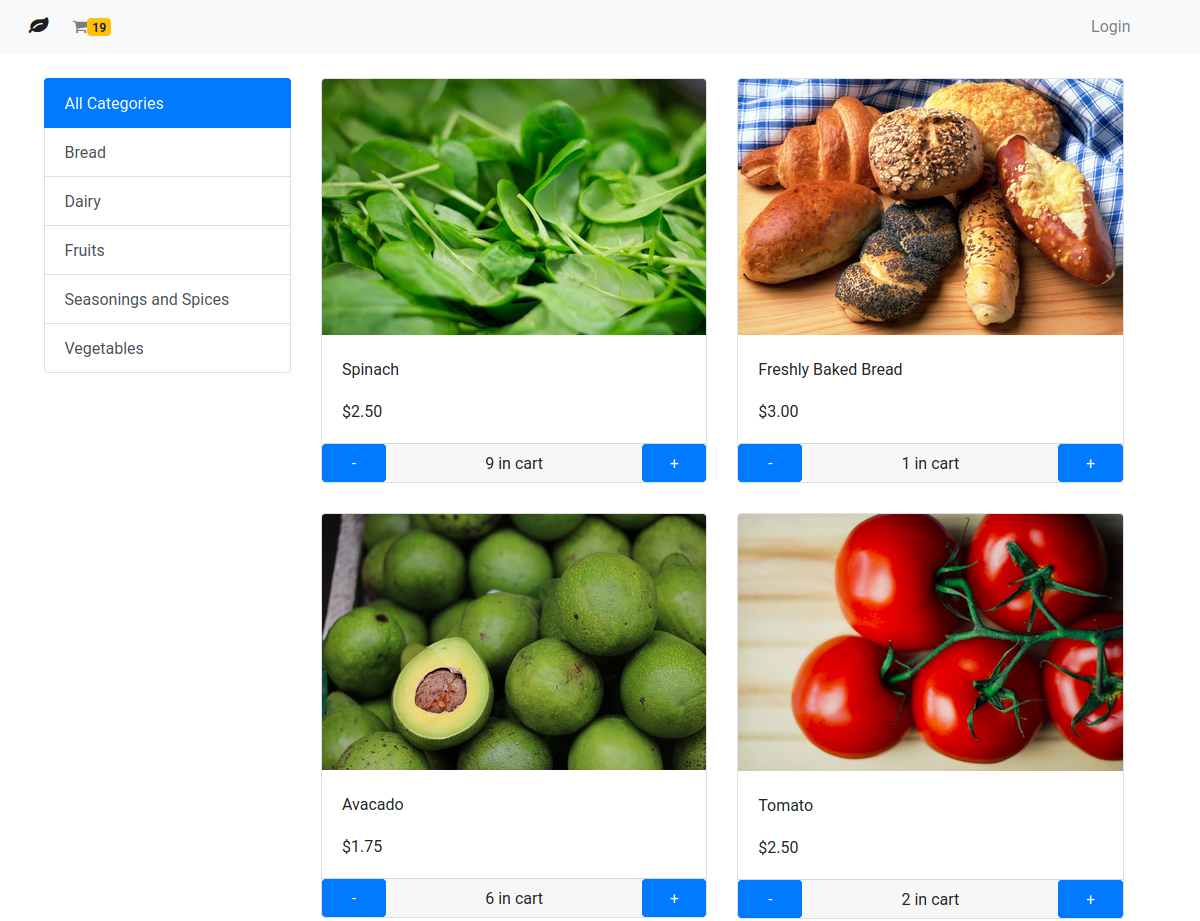 19
Login
All Categories
Bread
Dairy
Fruits
Seasonings and Spices
Vegetables
Spinach
$2.50
- 9 in cart +
Freshly Baked Bread
$3.00
- 1 in cart +
Avacado
$1.75
- 6 in cart +
Tomato
$2.50
- 2 in cart +